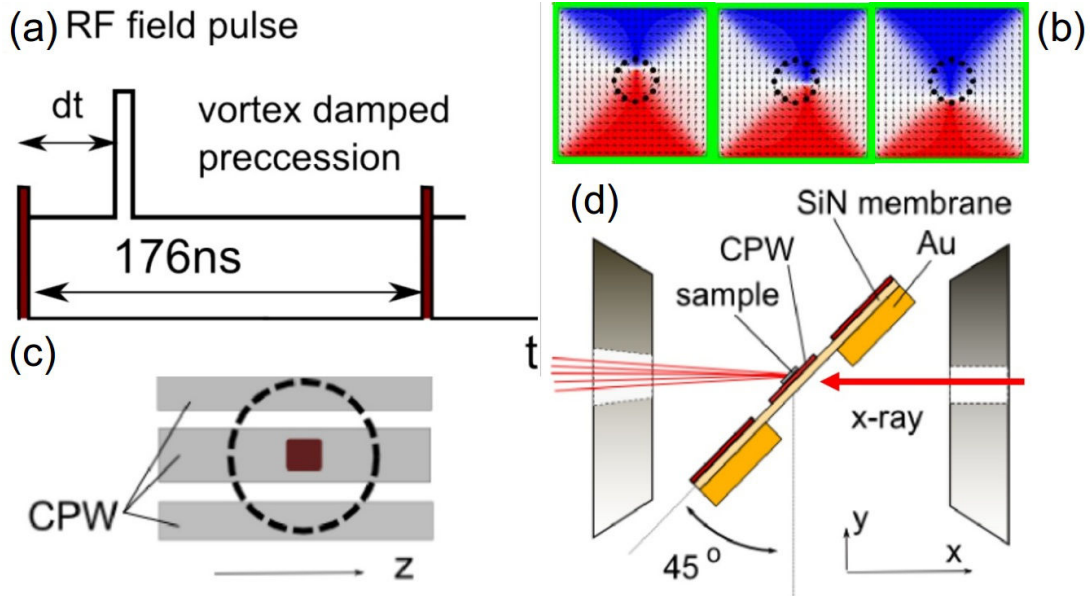 (a) RF field pulse
dt
vortex damped
preccession
176ns
t
(b)
(c)
CPW
z
(d)
SiN membrane
CPW
Au
sample
x-ray
45 o
y
x